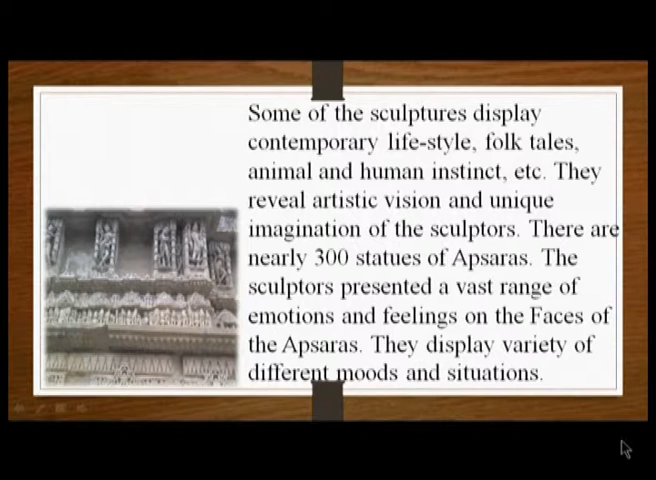 Some of the sculptures display
contemporary life-style, folk tales,
animal and human instinct, etc. They
reveal artistic vision and unique
imagination of the sculptors. There are
nearly 300 statues of Apsaras. The
sculptors presented a vast range of
emotions and feelings on the Faces of
the Apsaras. They display variety of
different moods and situations.